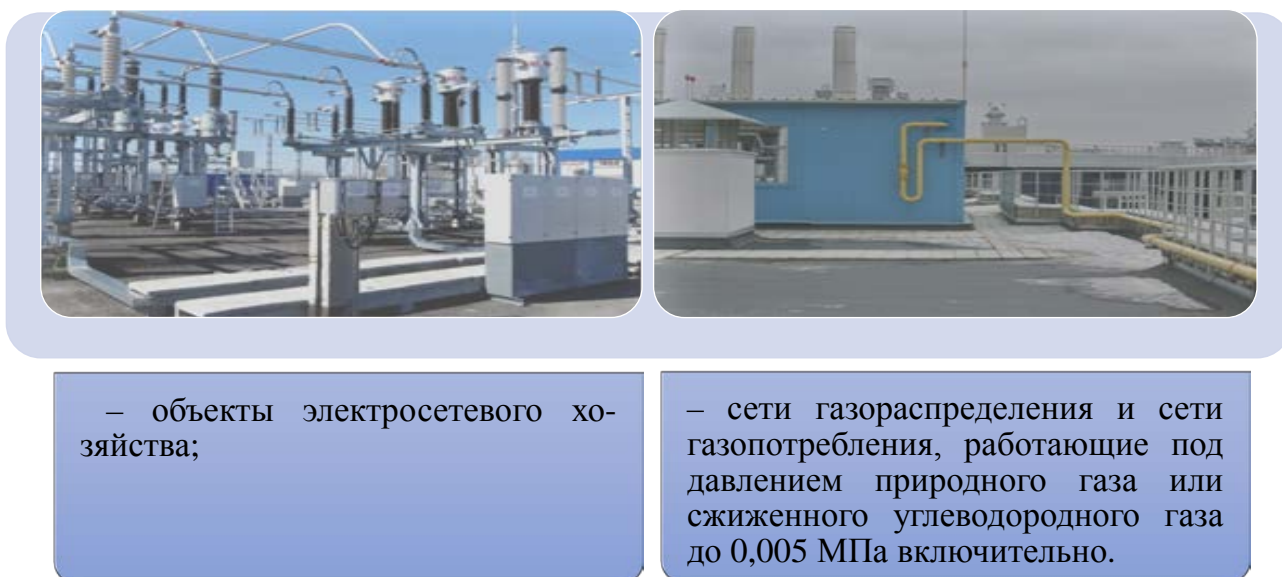 – объекты электросетевого хо-
зяйства;
– сети газораспределения и сети
газопотребления, работающие под
давлением природного газа или
сжиженного углеводородного газа
до 0,005 МПа включительно.